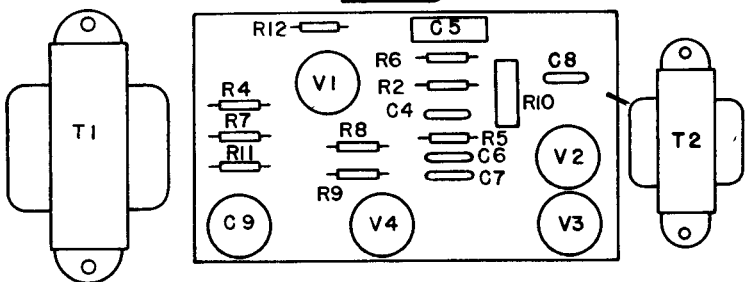 R12 C5
R6 C8
V1 R2 R10
R4 C4
T1 R7 R8 R5 T2
R11 C6 V2
R9 C7
C9 V4 V3